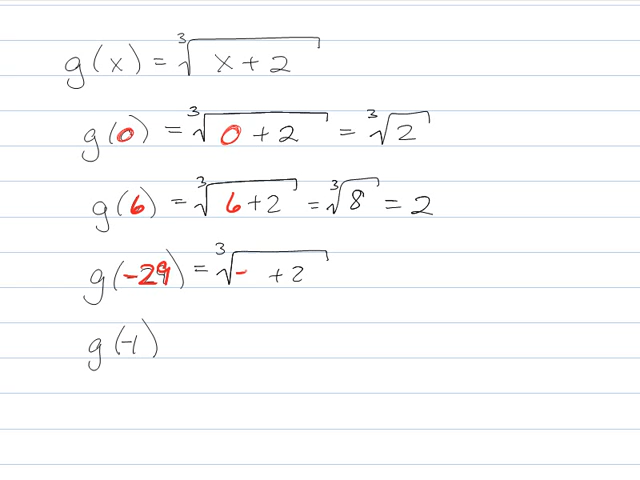 g(x) = ∛(x + 2)
g(0) = ∛(0 + 2) = ∛2
g(6) = ∛(6 + 2) = ∛8 = 2
g(-29) = ∛(- + 2)
g(-1)